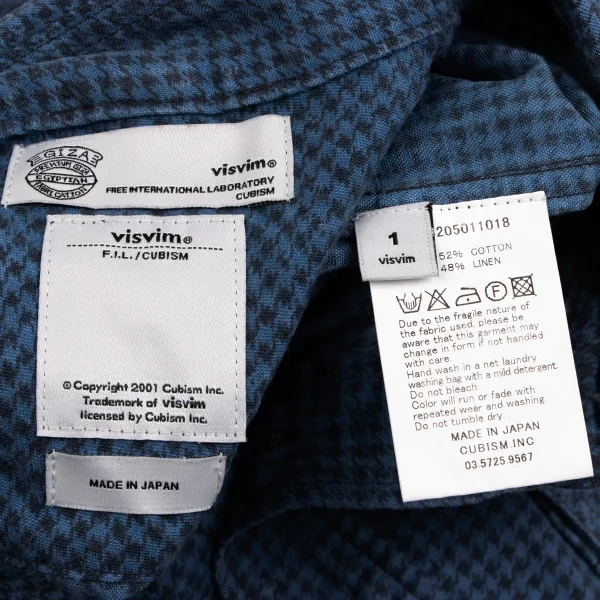 EGIZA
PREMIUM GIZA
EGYPTIAN
FABRICATION
visvim®
FREE INTERNATIONAL LABORATORY
CUBISM
visvim®
F.I.L./CUBISM
©Copyright 2001 Cubism Inc.
Trademark of visvim
licensed by Cubism Inc.
MADE IN JAPAN
1
visvim
205011018
52% COTTON
48% LINEN
Due to the fragile nature of
the fabric used, please be
aware that this garment may
change in form if not handled
with care.
Hand wash in a net laundry
washing bag with a mild detergent.
Do not bleach.
Color will run or fade with
repeated wear and washing.
Do not tumble dry.
MADE IN JAPAN
CUBISM.INC
03.5725.9567